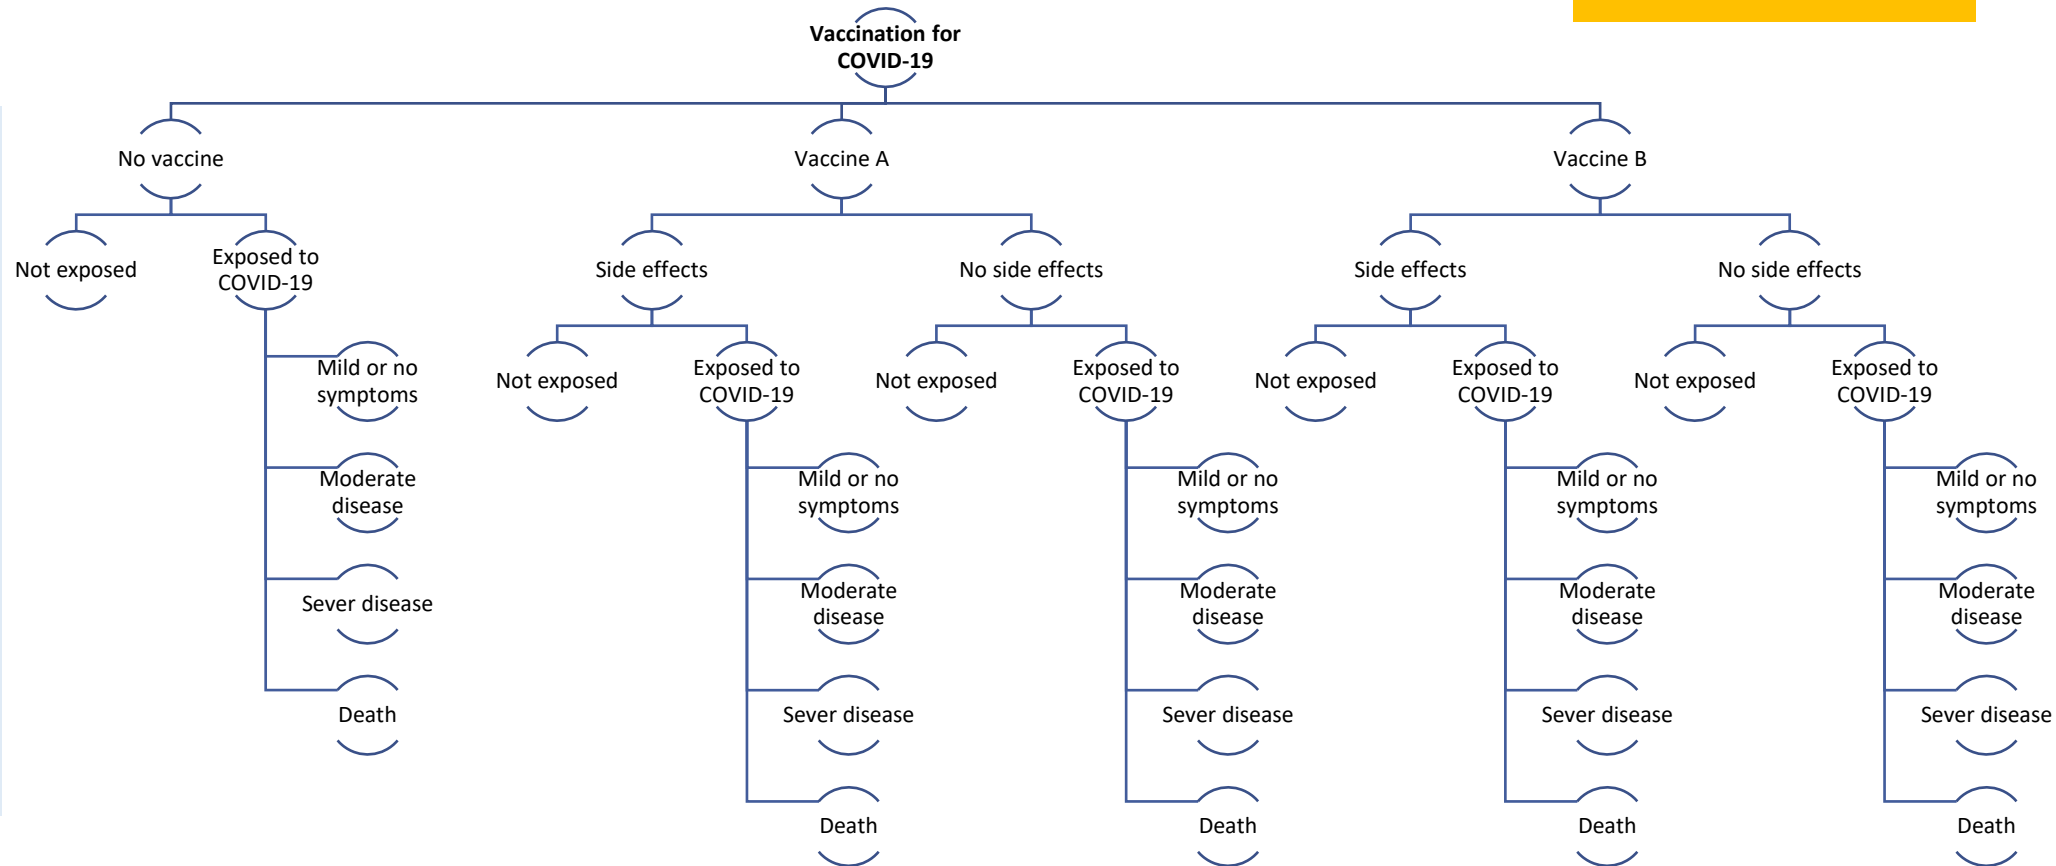 Vaccination for
COVID-19
No vaccine
Vaccine A
Vaccine B
Not exposed
Exposed to
COVID-19
Side effects
No side effects
Side effects
No side effects
Mild or no
symptoms
Moderate
disease
Sever disease
Death
Not exposed
Exposed to
COVID-19
Mild or no
symptoms
Moderate
disease
Sever disease
Death
Not exposed
Exposed to
COVID-19
Mild or no
symptoms
Moderate
disease
Sever disease
Death
Not exposed
Exposed to
COVID-19
Mild or no
symptoms
Moderate
disease
Sever disease
Death
Not exposed
Exposed to
COVID-19
Mild or no
symptoms
Moderate
disease
Sever disease
Death